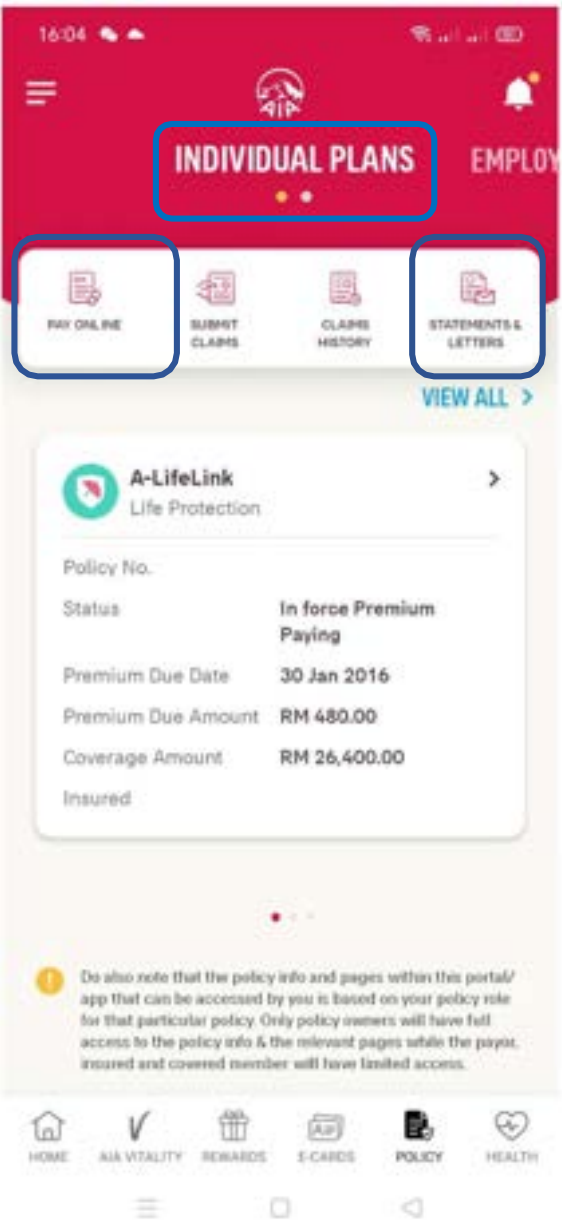 16:04
AIA
INDIVIDUAL PLANS
EMPLOY
PAY ONLINE
SUBMIT
CLAIMS
CLAIMS
HISTORY
STATEMENTS &
LETTERS
VIEW ALL >
A-LifeLink
Life Protection
Policy No.
Status In force Premium
Paying
Premium Due Date 30 Jan 2016
Premium Due Amount RM 480.00
Coverage Amount RM 26,400.00
Insured
Do also note that the policy info and pages within this portal/
app that can be accessed by you is based on your policy role
for that particular policy. Only policy owners will have full
access to the policy info & the relevant pages while the payor,
insured and covered member will have limited access.
HOME AIA VITALITY REWARDS E-CARDS POLICY HEALTH